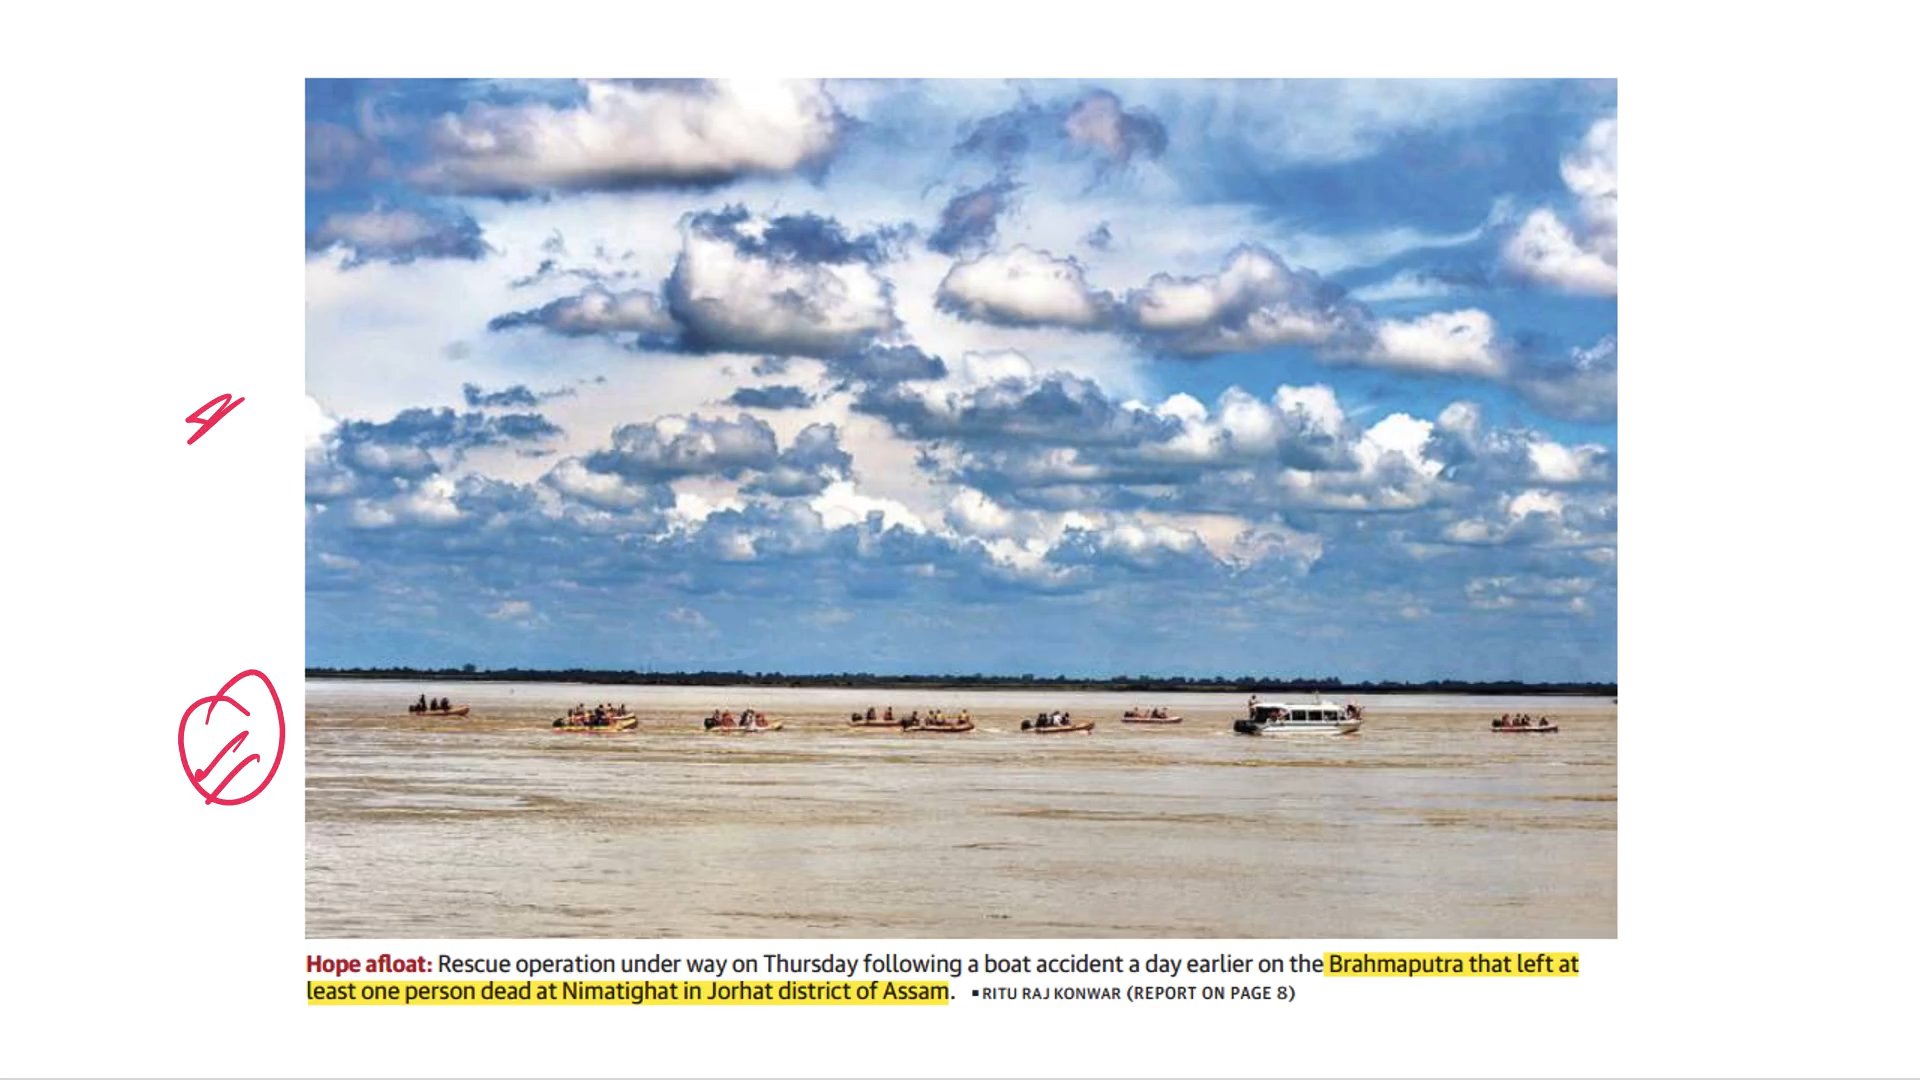 Hope afloat: Rescue operation under way on Thursday following a boat accident a day earlier on the Brahmaputra that left at
least one person dead at Nimatighat in Jorhat district of Assam. ▪ RITU RAJ KONWAR (REPORT ON PAGE 8)